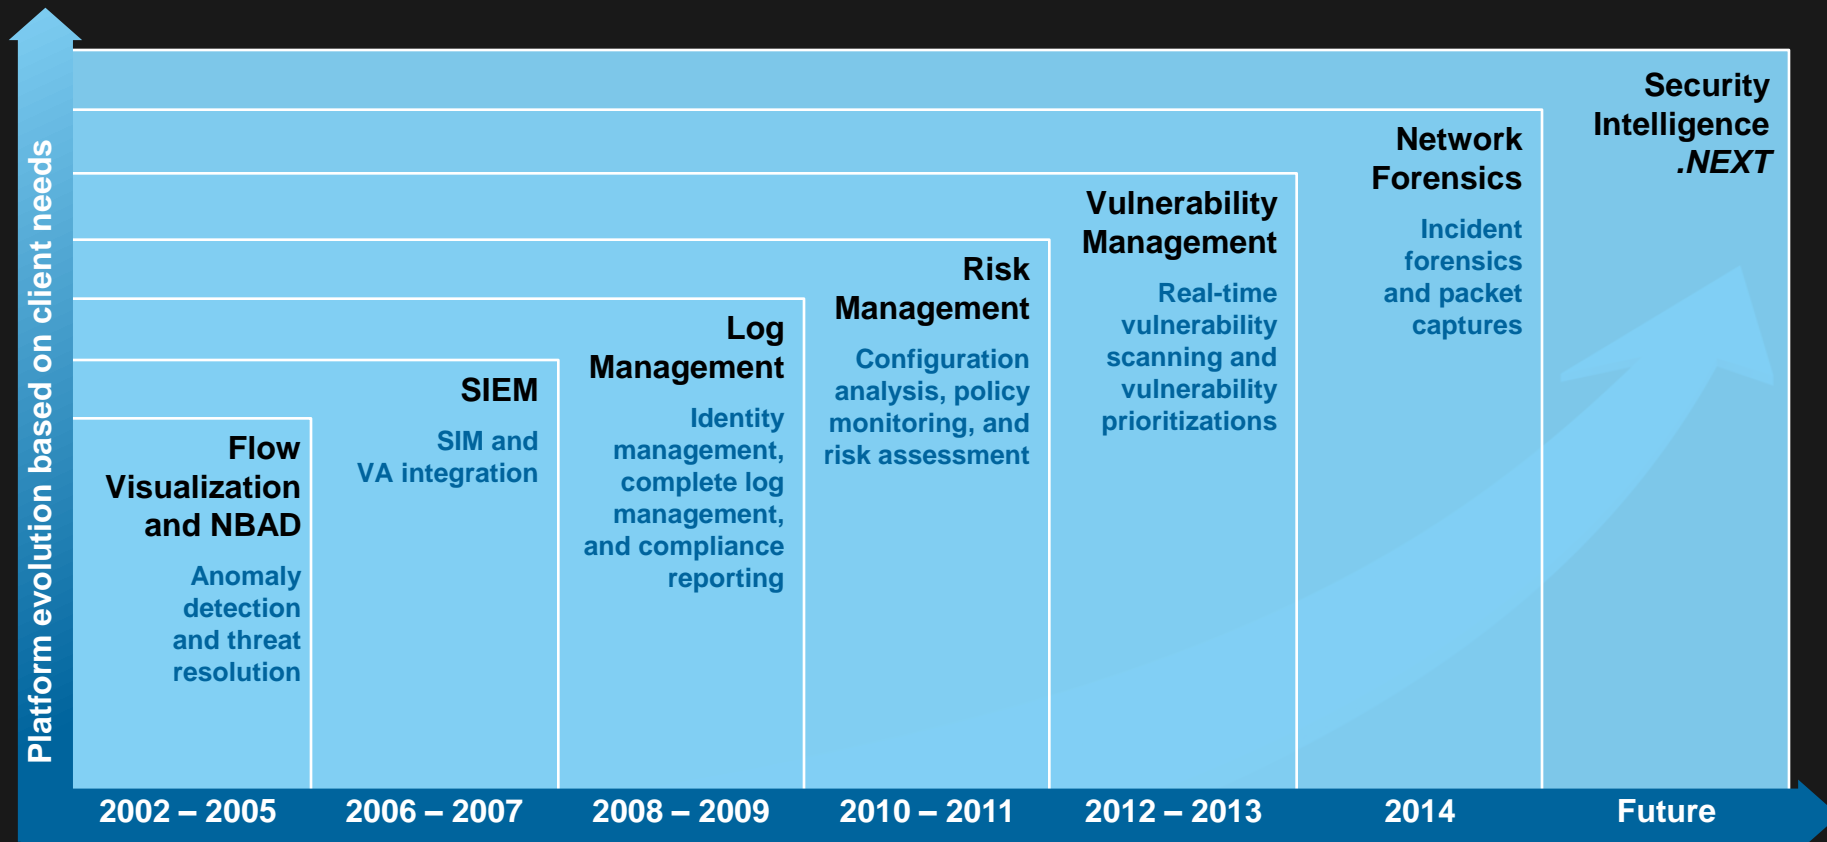 Platform evolution based on client needs
Flow
Visualization
and NBAD
Anomaly
detection
and threat
resolution
SIEM
SIM and
VA integration
Log
Management
Identity
management,
complete log
management,
and compliance
reporting
Risk
Management
Configuration
analysis, policy
monitoring, and
risk assessment
Vulnerability
Management
Real-time
vulnerability
scanning and
vulnerability
prioritizations
Network
Forensics
Incident
forensics
and packet
captures
Security
Intelligence
.NEXT
2002 – 2005
2006 – 2007
2008 – 2009
2010 – 2011
2012 – 2013
2014
Future